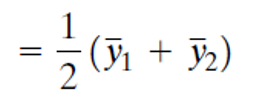 = 1/2 (ȳ₁ + ȳ₂)